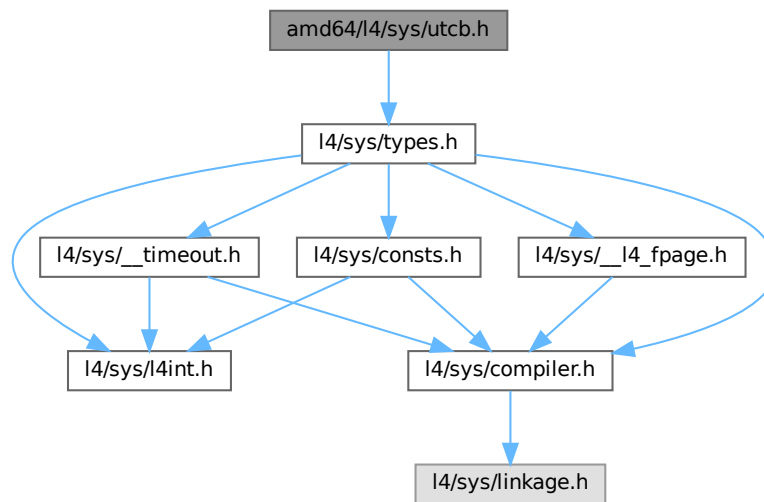 amd64/l4/sys/utcb.h
l4/sys/types.h
l4/sys/__timeout.h
l4/sys/consts.h
l4/sys/__l4_fpage.h
l4/sys/l4int.h
l4/sys/compiler.h
l4/sys/linkage.h